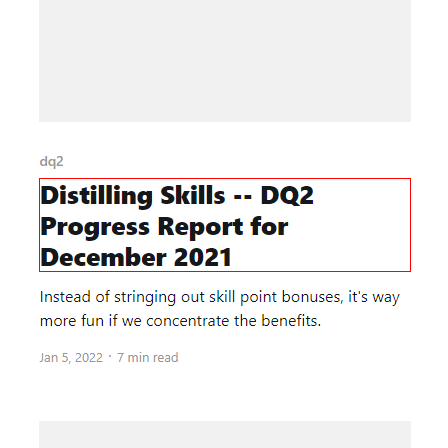 dq2
Distilling Skills -- DQ2
Progress Report for
December 2021
Instead of stringing out skill point bonuses, it's way
more fun if we concentrate the benefits.
Jan 5, 2022 · 7 min read